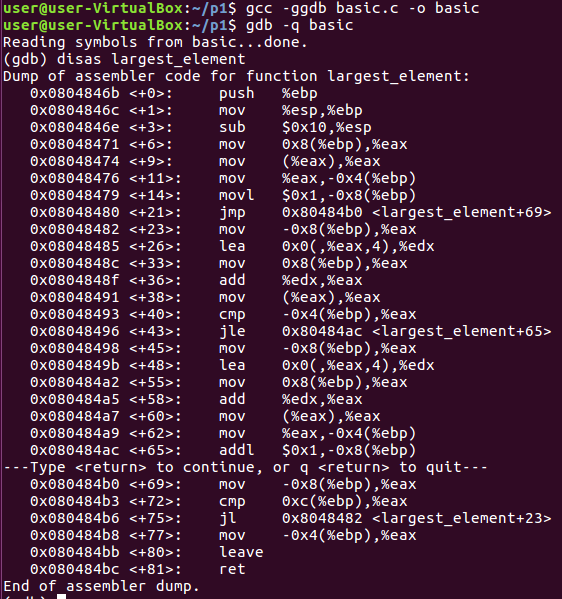 user@user-VirtualBox:~/p1$ gcc -ggdb basic.c -o basic
user@user-VirtualBox:~/p1$ gdb -q basic
Reading symbols from basic...done.
(gdb) disas largest_element
Dump of assembler code for function largest_element:
   0x0804846b <+0>:	push   %ebp
   0x0804846c <+1>:	mov    %esp,%ebp
   0x0804846e <+3>:	sub    $0x10,%esp
   0x08048471 <+6>:	mov    0x8(%ebp),%eax
   0x08048474 <+9>:	mov    (%eax),%eax
   0x08048476 <+11>:	mov    %eax,-0x4(%ebp)
   0x08048479 <+14>:	movl   $0x1,-0x8(%ebp)
   0x08048480 <+21>:	jmp    0x80484b0 <largest_element+69>
   0x08048482 <+23>:	mov    -0x8(%ebp),%eax
   0x08048485 <+26>:	lea    0x0(,%eax,4),%edx
   0x0804848c <+33>:	mov    0x8(%ebp),%eax
   0x0804848f <+36>:	add    %edx,%eax
   0x08048491 <+38>:	mov    (%eax),%eax
   0x08048493 <+40>:	cmp    -0x4(%ebp),%eax
   0x08048496 <+43>:	jle    0x80484ac <largest_element+65>
   0x08048498 <+45>:	mov    -0x8(%ebp),%eax
   0x0804849b <+48>:	lea    0x0(,%eax,4),%edx
   0x080484a2 <+55>:	mov    0x8(%ebp),%eax
   0x080484a5 <+58>:	add    %edx,%eax
   0x080484a7 <+60>:	mov    (%eax),%eax
   0x080484a9 <+62>:	mov    %eax,-0x4(%ebp)
   0x080484ac <+65>:	addl   $0x1,-0x8(%ebp)
---Type <return> to continue, or q <return> to quit---
   0x080484b0 <+69>:	mov    -0x8(%ebp),%eax
   0x080484b3 <+72>:	cmp    0xc(%ebp),%eax
   0x080484b6 <+75>:	jl     0x8048482 <largest_element+23>
   0x080484b8 <+77>:	mov    -0x4(%ebp),%eax
   0x080484bb <+80>:	leave
   0x080484bc <+81>:	ret
End of assembler dump.